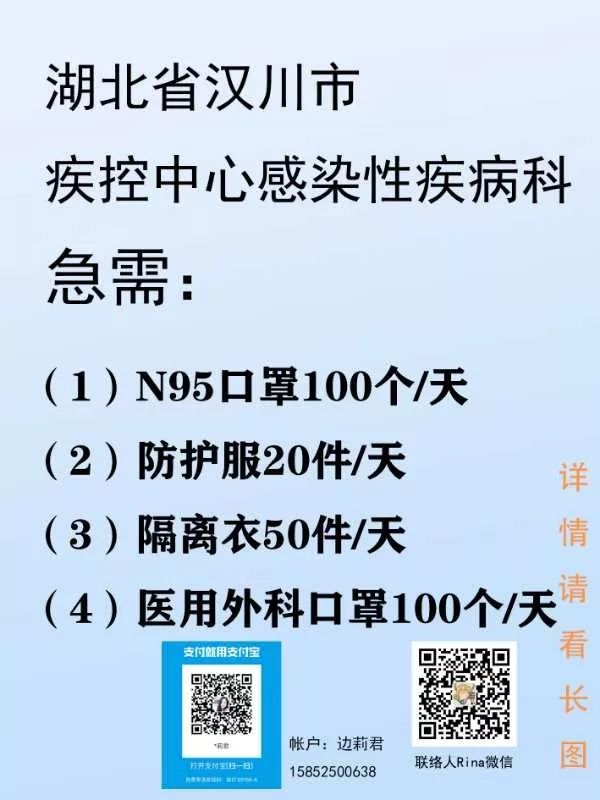 湖北省汉川市
疾控中心感染性疾病科
急需：
（1）N95口罩100个/天
（2）防护服20件/天
（3）隔离衣50件/天
（4）医用外科口罩100个/天
详情请看长图
支付就用支付宝
*莉君
打开支付宝[扫一扫]
帐户：边莉君
15852500638
联络人Rina微信